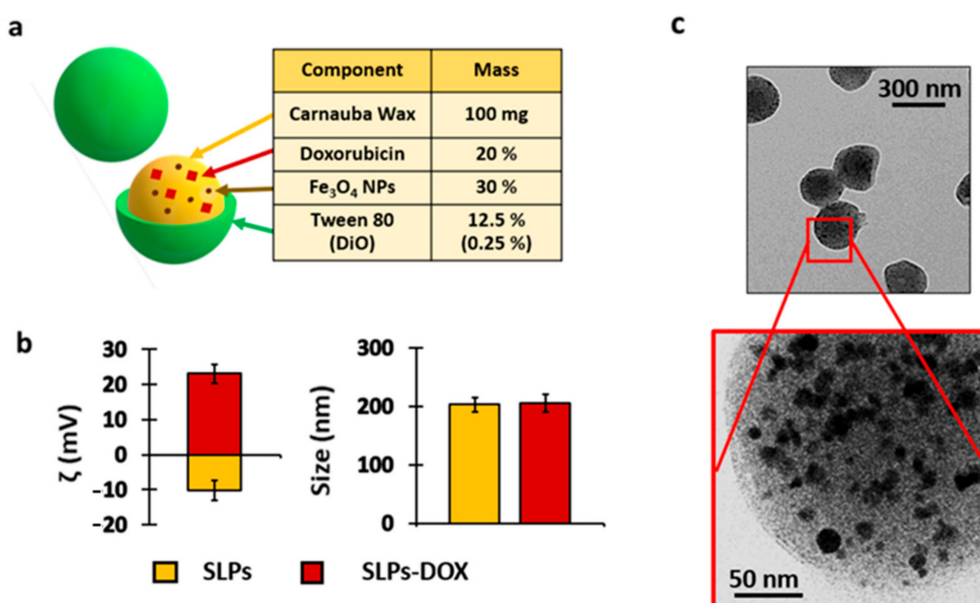 a
Component Mass
Carnauba Wax 100 mg
Doxorubicin 20 %
Fe₃O₄ NPs 30 %
Tween 80 12.5 %
(DiO) (0.25 %)
b
ζ (mV)
30
20
10
0
−10
−20
Size (nm)
300
200
100
0
SLPs SLPs-DOX
c
300 nm
50 nm